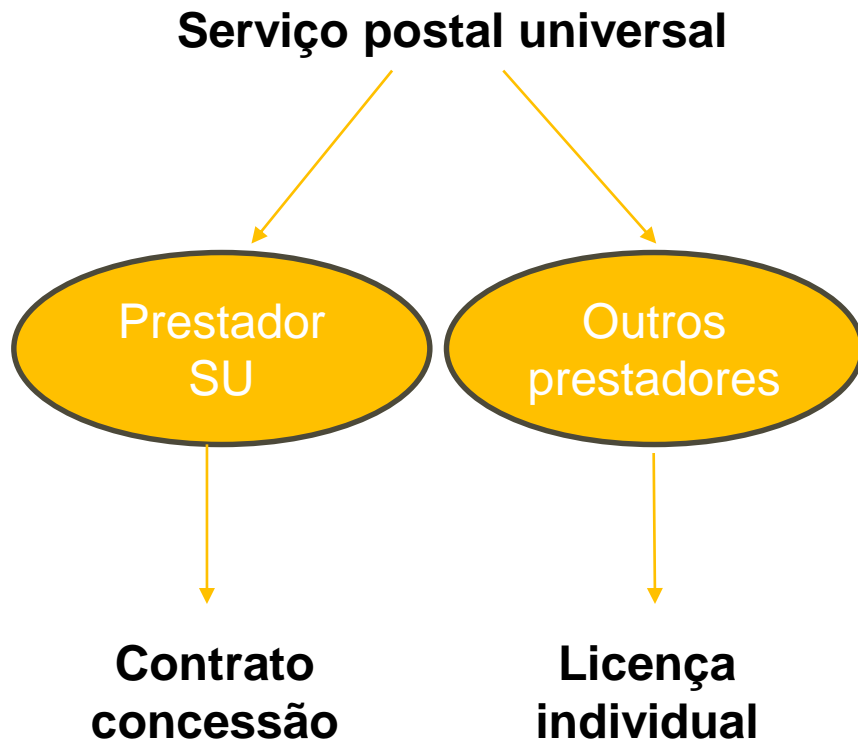 Serviço postal universal
Prestador
SU
Outros
prestadores
Contrato
concessão
Licença
individual